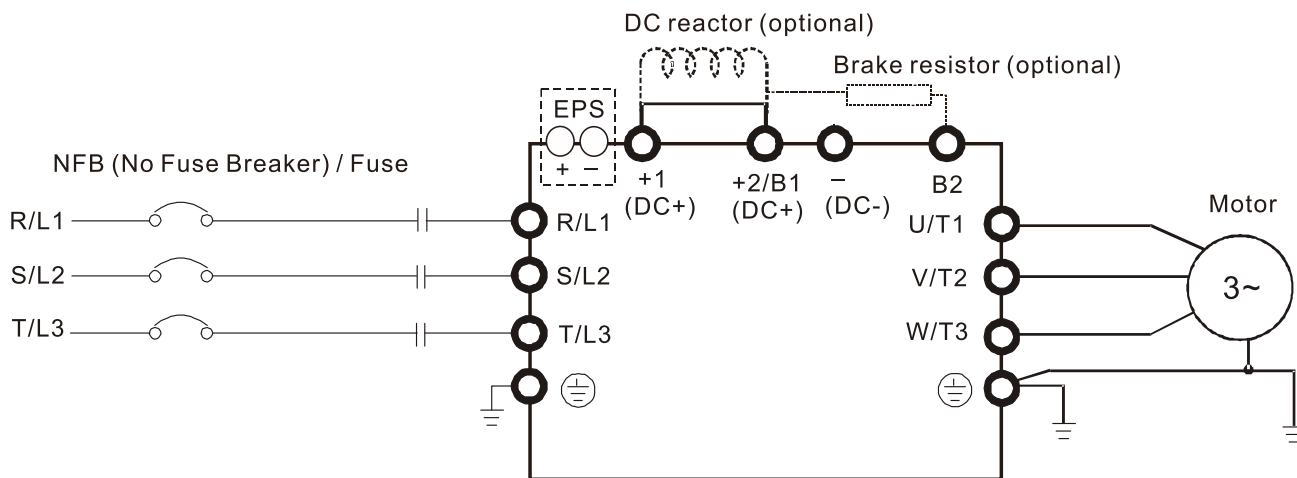 DC reactor (optional)
Brake resistor (optional)
EPS
+ −
NFB (No Fuse Breaker) / Fuse
+1
(DC+)
+2/B1
(DC+)
−
(DC-)
B2
Motor
R/L1
R/L1
U/T1
S/L2
S/L2
V/T2
3~
T/L3
T/L3
W/T3